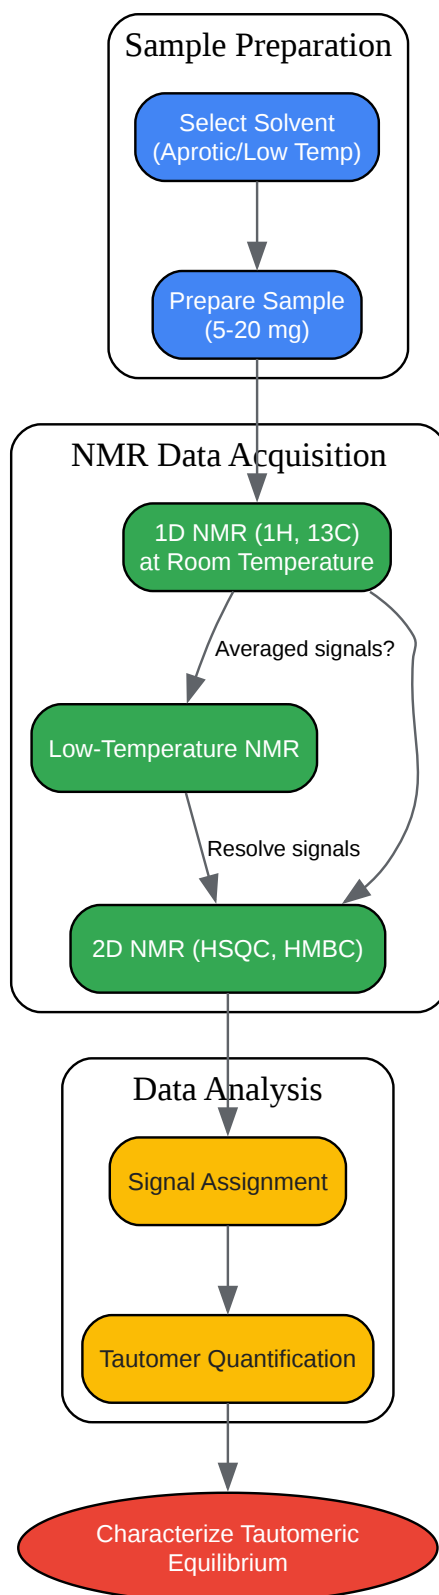 Sample Preparation
Select Solvent
(Aprotic/Low Temp)
Prepare Sample
(5-20 mg)
NMR Data Acquisition
1D NMR (1H, 13C)
at Room Temperature
Averaged signals?
Low-Temperature NMR
Resolve signals
2D NMR (HSQC, HMBC)
Data Analysis
Signal Assignment
Tautomer Quantification
Characterize Tautomeric
Equilibrium